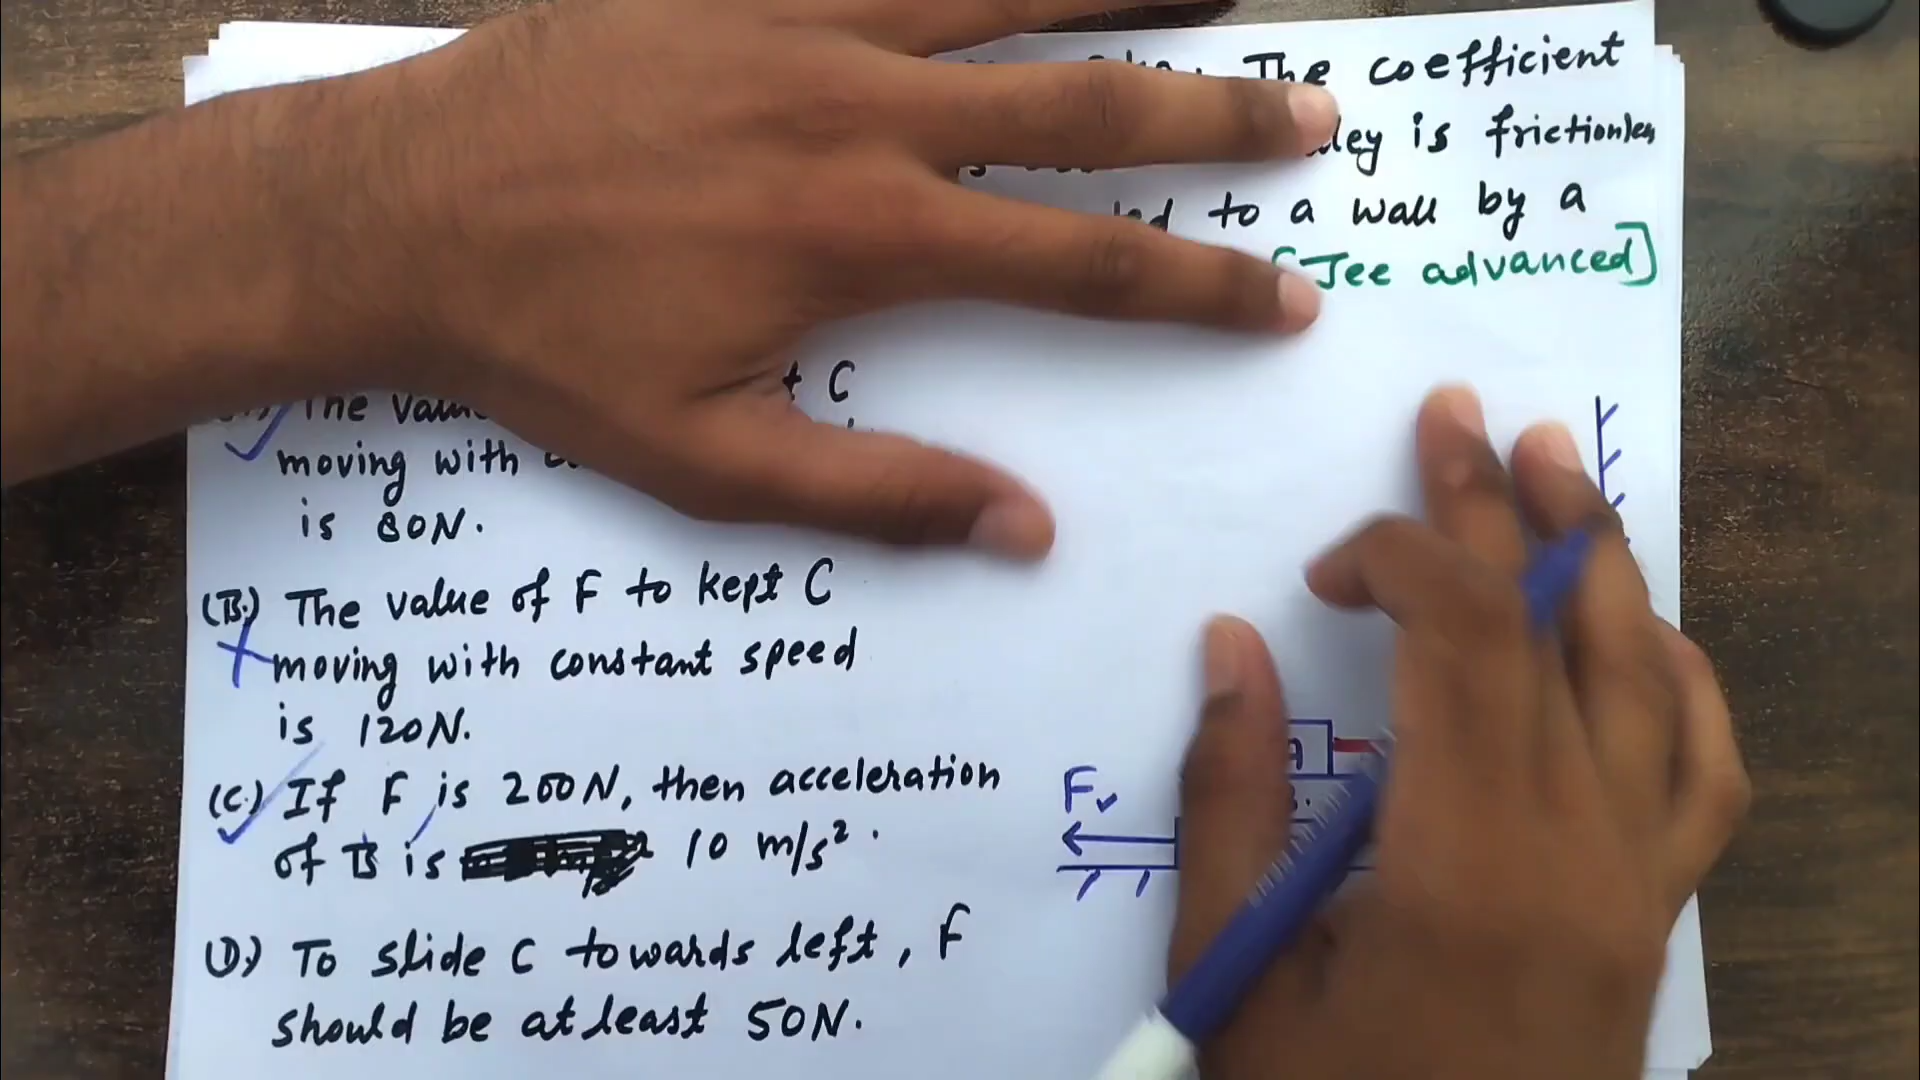 The coefficient
is frictionless
to a wall by a
[Jee advanced]
C
The
moving with
is 80N.
(B.) The value of F to kept C
moving with constant speed
is 120N.
(C.) If F is 200N, then acceleration
of B is 10 m/s².
(D.) To slide C towards left, F
should be at least 50N.
A
F